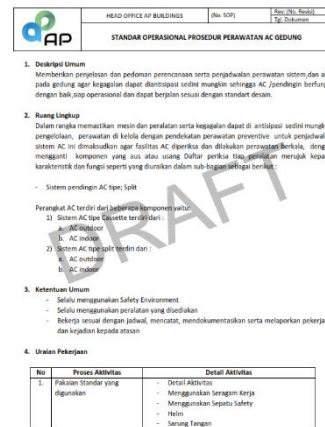 AP
HEAD OFFICE AP BUILDINGS
(No. SOP)
Rev: (No. Revisi)
Tgl. Dokumen
STANDAR OPERASIONAL PROSEDUR PERAWATAN AC GEDUNG
1. Deskripsi Umum
Memberikan penjelasan dan pedoman perencanaan serta penjadwalan perawatan sistem,dan a
pada gedung agar kegagalan dapat diantisipasi sedini mungkin sehingga AC /pendingin berfung
dengan baik,siap operasional dan dapat berjalan sesuai dengan standart desain.
2. Ruang Lingkup
Dalam rangka memastikan mesin dan peralatan serta kegagalan dapat di antisipasi sedini mungk
pengelolaan, perawatan di kelola dengan pendekatan perawatan preventive untuk penjadwal
sistem AC ini dimaksudkan agar fasilitas AC diperiksa dan dilakukan perawatan berkala, deng
mengganti komponen yang aus atau usang Daftar periksa tiap peralatan merujuk kepa
karakteristik dan fungsi seperti yang diuraikan dalam sub-bagian sebagai berikut :
- Sistem pendingin AC tipe; Split
Perangkat AC terdiri dari beberapa komponen yaitu:
1) Sistem AC tipe Cassette terdiri dari :
a. AC outdoor
b. AC indoor
2) Sistem AC tipe split terdiri dari :
a. AC outdoor
b. AC indoor
DRAFT
3. Ketentuan Umum
- Selalu menggunakan Safety Environment
- Selalu menggunakan peralatan yang disediakan
- Bekerja sesuai dengan jadwal, mencatat, mendokumentasikan serta melaporkan pekerja
dan kejadian kepada atasan
4. Uraian Pekerjaan
No Proses Aktivitas Detail Aktivitas
1. Pakaian Standar yang digunakan
- Detail Aktivitas
- Menggunakan Seragam Kerja
- Menggunakan Sepatu Safety
- Helm
- Sarung Tangan